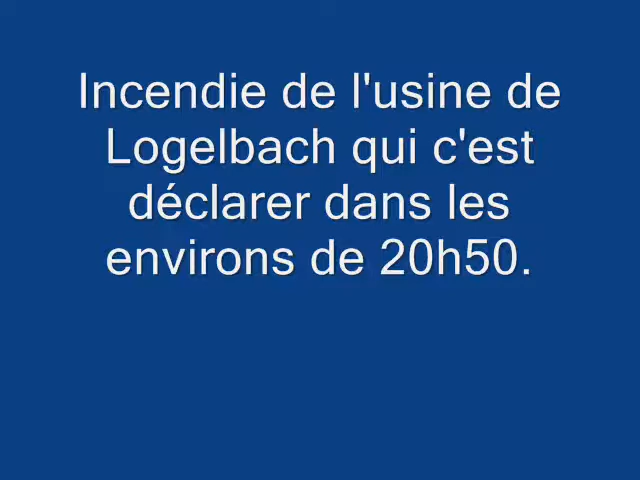 Incendie de l'usine de
Logelbach qui c'est
déclarer dans les
environs de 20h50.